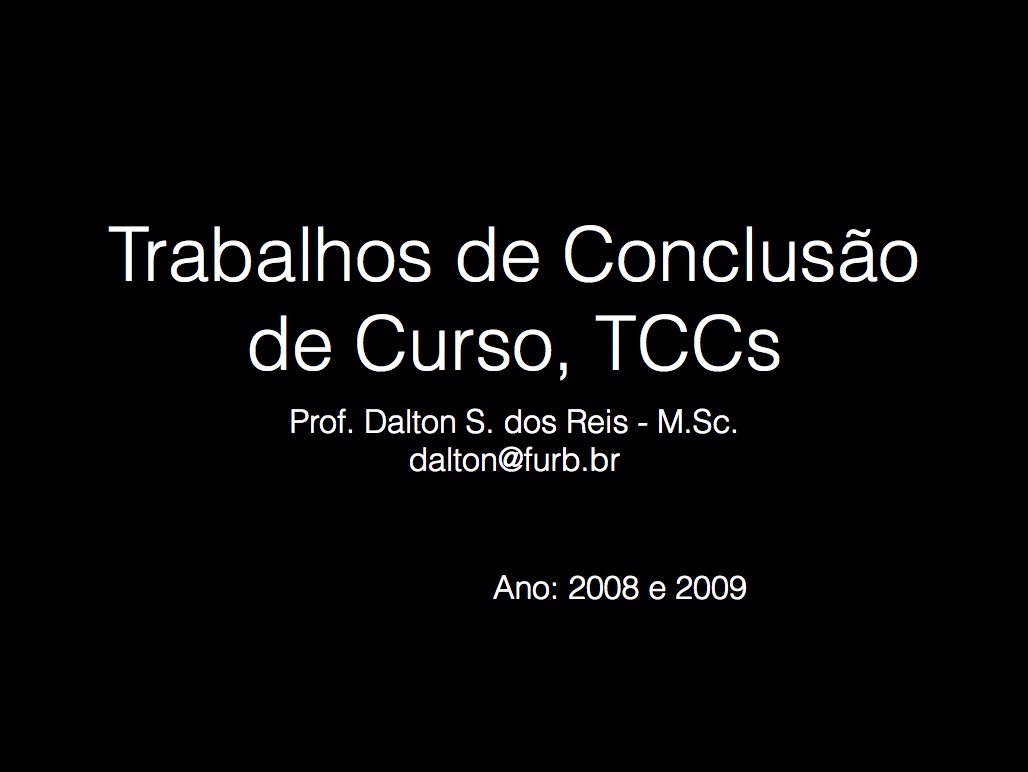 Trabalhos de Conclusão
de Curso, TCCs
Prof. Dalton S. dos Reis - M.Sc.
dalton@furb.br
Ano: 2008 e 2009